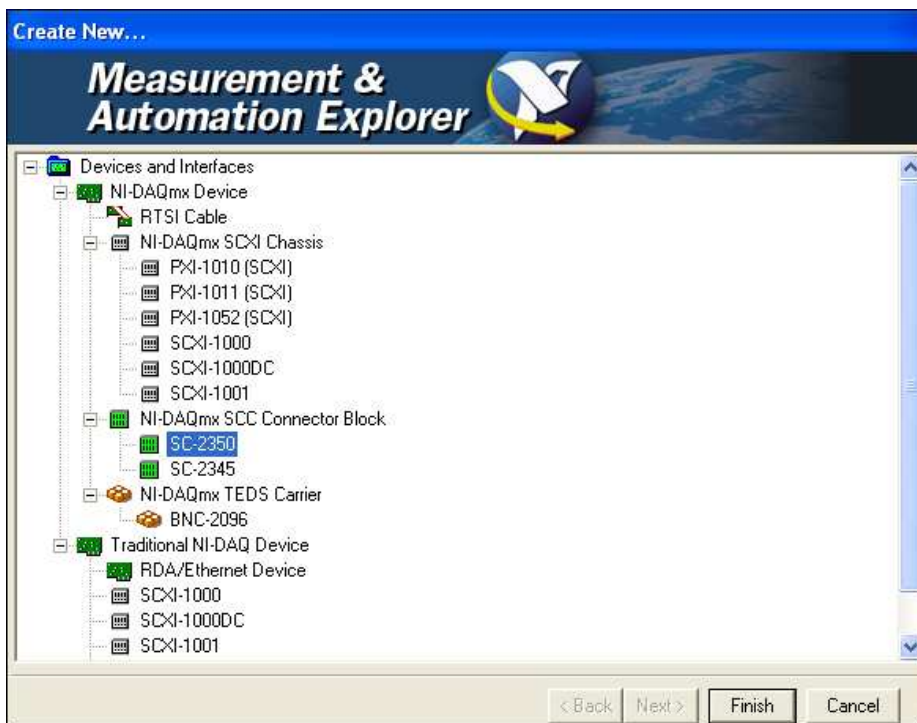 Create New...
Measurement &
Automation Explorer
Devices and Interfaces
NI-DAQmx Device
RTSI Cable
NI-DAQmx SCXI Chassis
PXI-1010 (SCXI)
PXI-1011 (SCXI)
PXI-1052 (SCXI)
SCXI-1000
SCXI-1000DC
SCXI-1001
NI-DAQmx SCC Connector Block
SC-2350
SC-2345
NI-DAQmx TEDS Carrier
BNC-2096
Traditional NI-DAQ Device
RDA/Ethernet Device
SCXI-1000
SCXI-1000DC
SCXI-1001
< Back Next > Finish Cancel